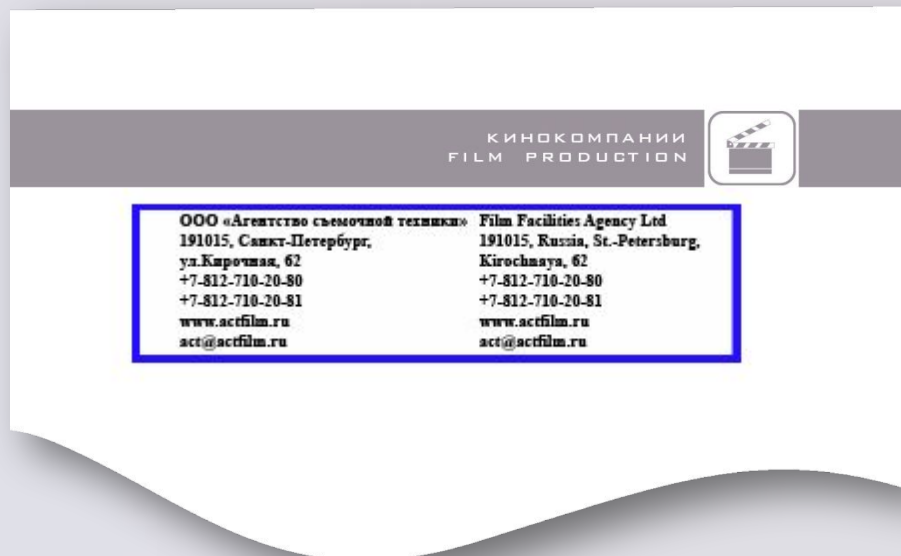 КИНОКОМПАНИИ
FILM PRODUCTION
ООО «Агентство съемочной техники»
191015, Санкт-Петербург,
ул.Кирочная, 62
+7-812-710-20-80
+7-812-710-20-81
www.actfilm.ru
act@actfilm.ru
Film Facilities Agency Ltd
191015, Russia, St.-Petersburg,
Kirochnaya, 62
+7-812-710-20-80
+7-812-710-20-81
www.actfilm.ru
act@actfilm.ru